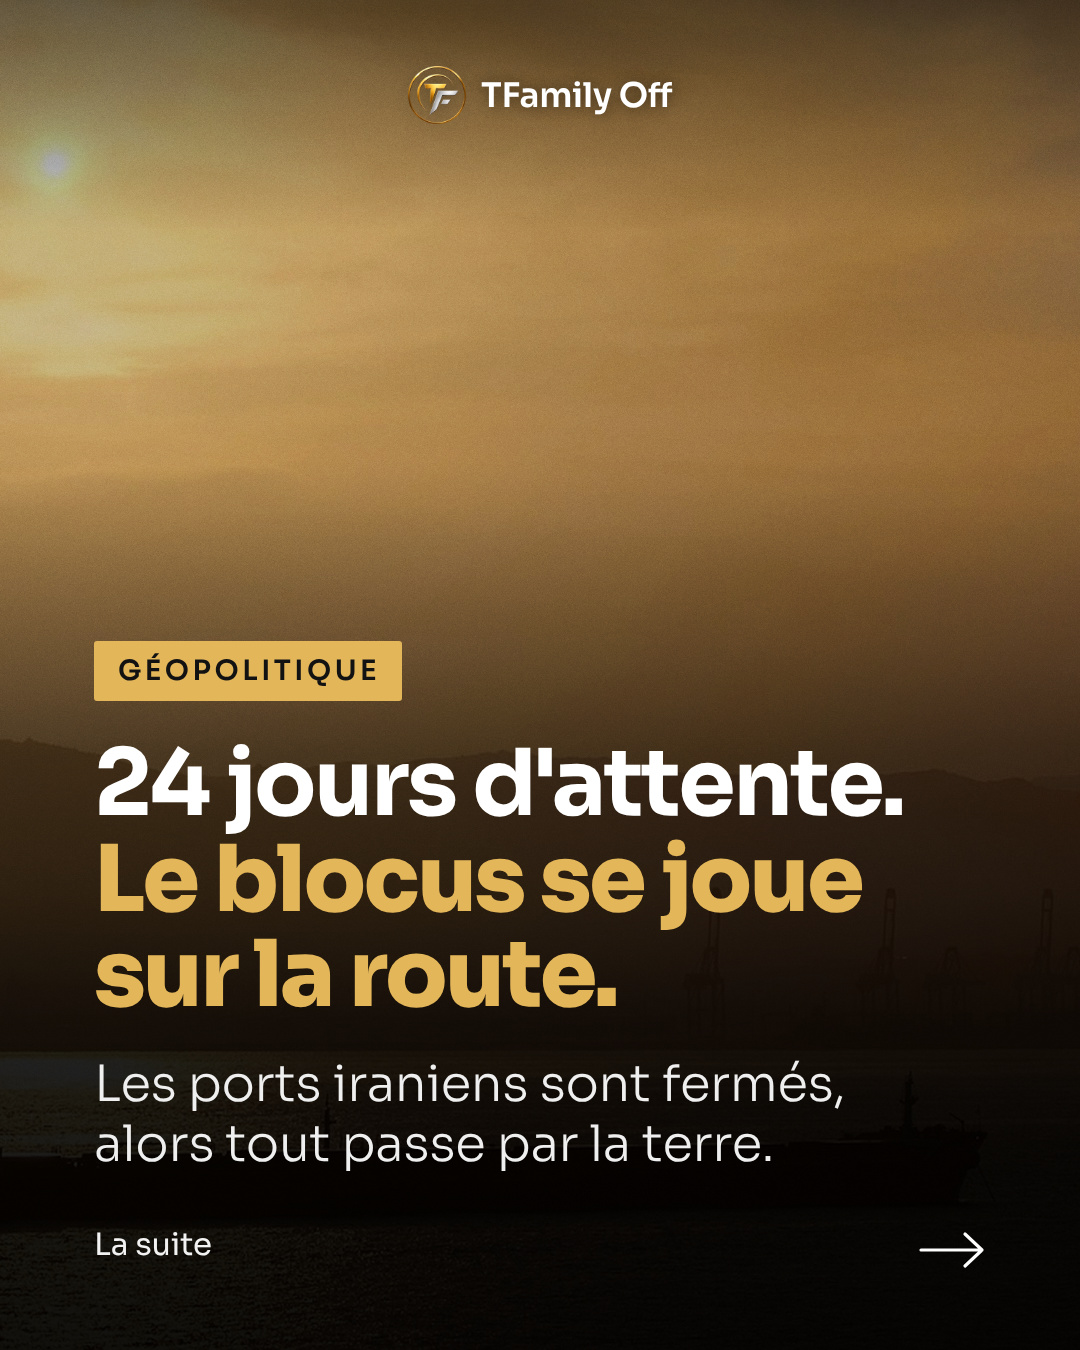 TFamily Off
GÉOPOLITIQUE
24 jours d'attente.
Le blocus se joue
sur la route.
Les ports iraniens sont fermés,
alors tout passe par la terre.
La suite